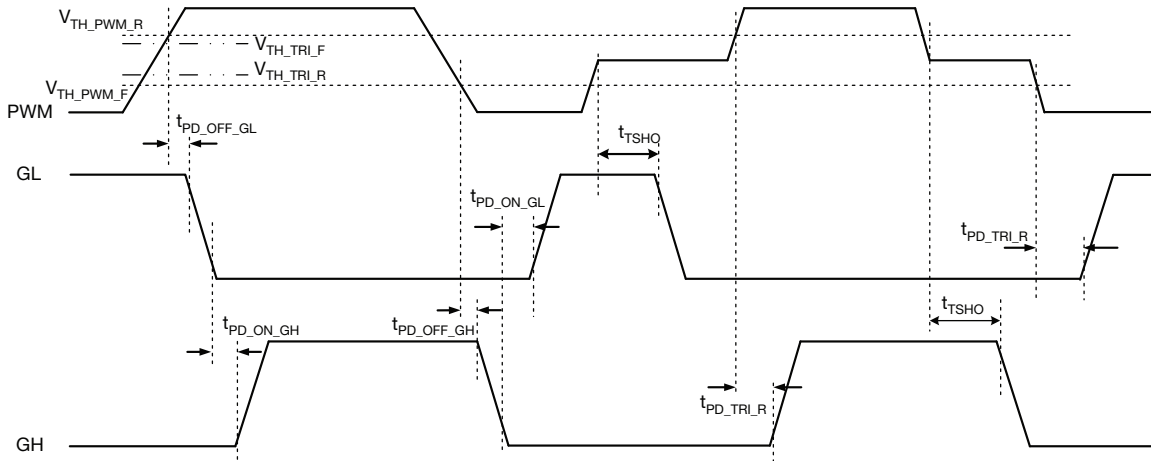 V_TH_PWM_R
V_TH_TRI_F
V_TH_TRI_R
V_TH_PWM_F
PWM
t_PD_OFF_GL
t_TSHO
GL
t_PD_ON_GL
t_PD_TRI_R
t_TSHO
t_PD_ON_GH
t_PD_OFF_GH
t_PD_TRI_R
GH